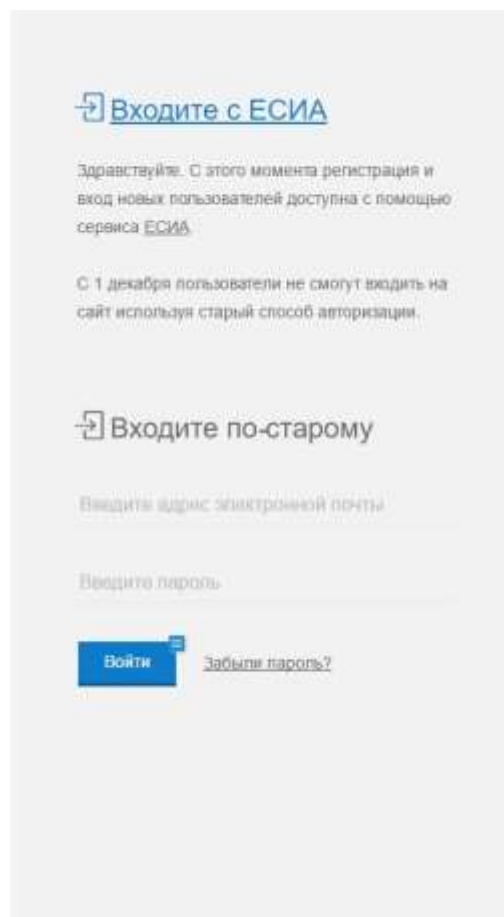 Входите с ЕСИА
Здравствуйте. С этого момента регистрация и
вход новых пользователей доступна с помощью
сервиса ЕСИА.
С 1 декабря пользователи не смогут входить на
сайт используя старый способ авторизации.
Входите по-старому
Введите адрес электронной почты
Введите пароль
Войти
Забыли пароль?